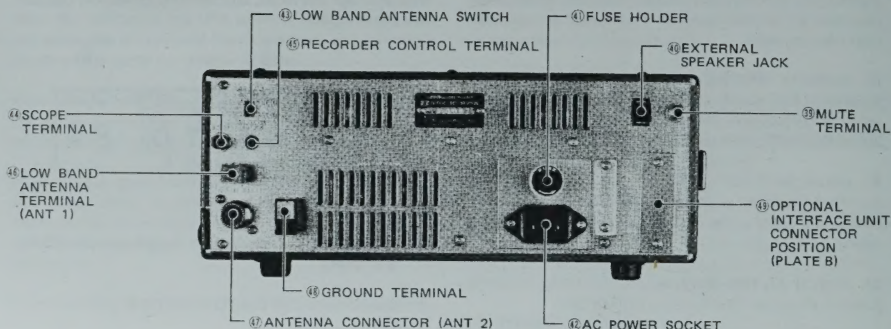 ㊸LOW BAND ANTENNA SWITCH
㊶FUSE HOLDER
㊺RECORDER CONTROL TERMINAL
㊵EXTERNAL
SPEAKER JACK
㊹SCOPE
TERMINAL
㊴MUTE
TERMINAL
㊻LOW BAND
ANTENNA
TERMINAL
(ANT 1)
㊾OPTIONAL
INTERFACE UNIT
CONNECTOR
POSITION
(PLATE B)
㊽GROUND TERMINAL
㊼ANTENNA CONNECTOR (ANT 2)
㊷AC POWER SOCKET